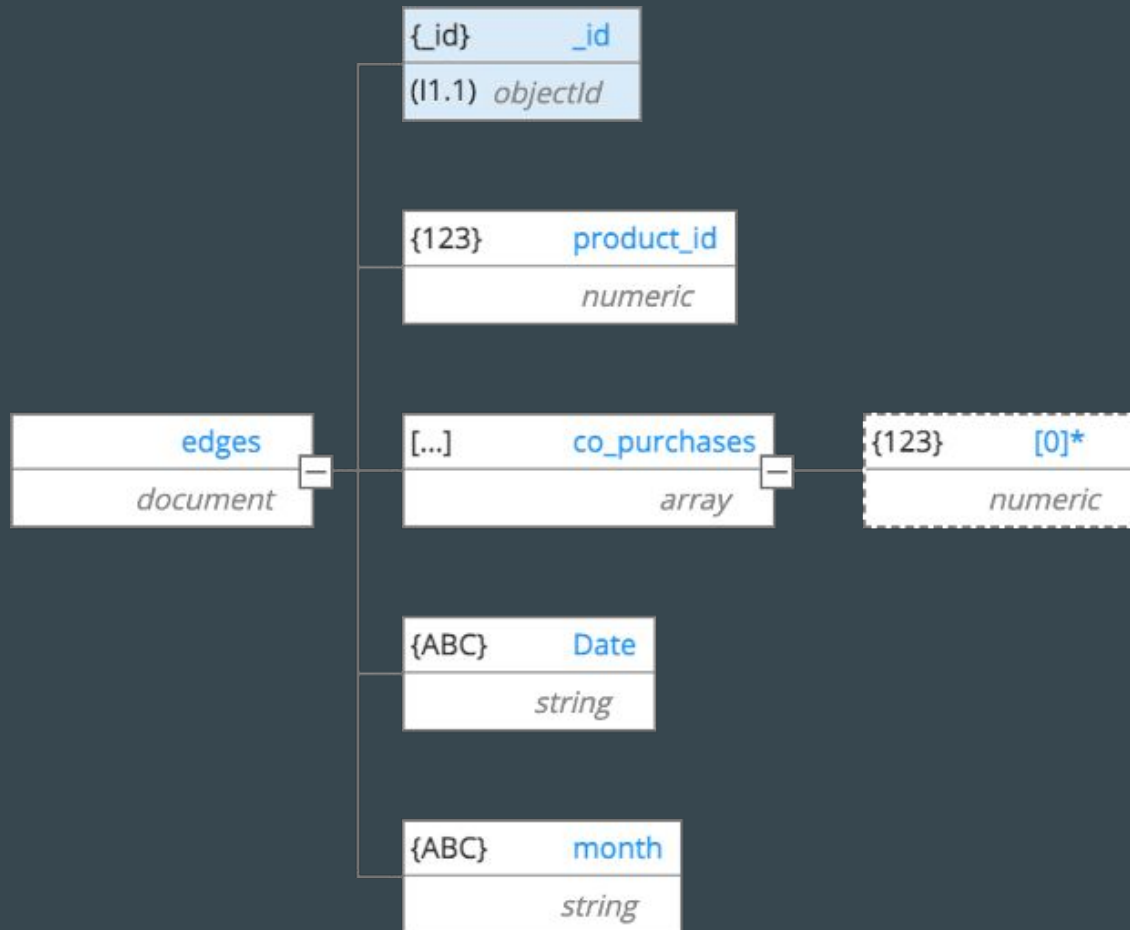 {_id} _id
(I1.1) objectId
{123} product_id
numeric
edges
document
[...] co_purchases
array
{123} [0]*
numeric
{ABC} Date
string
{ABC} month
string